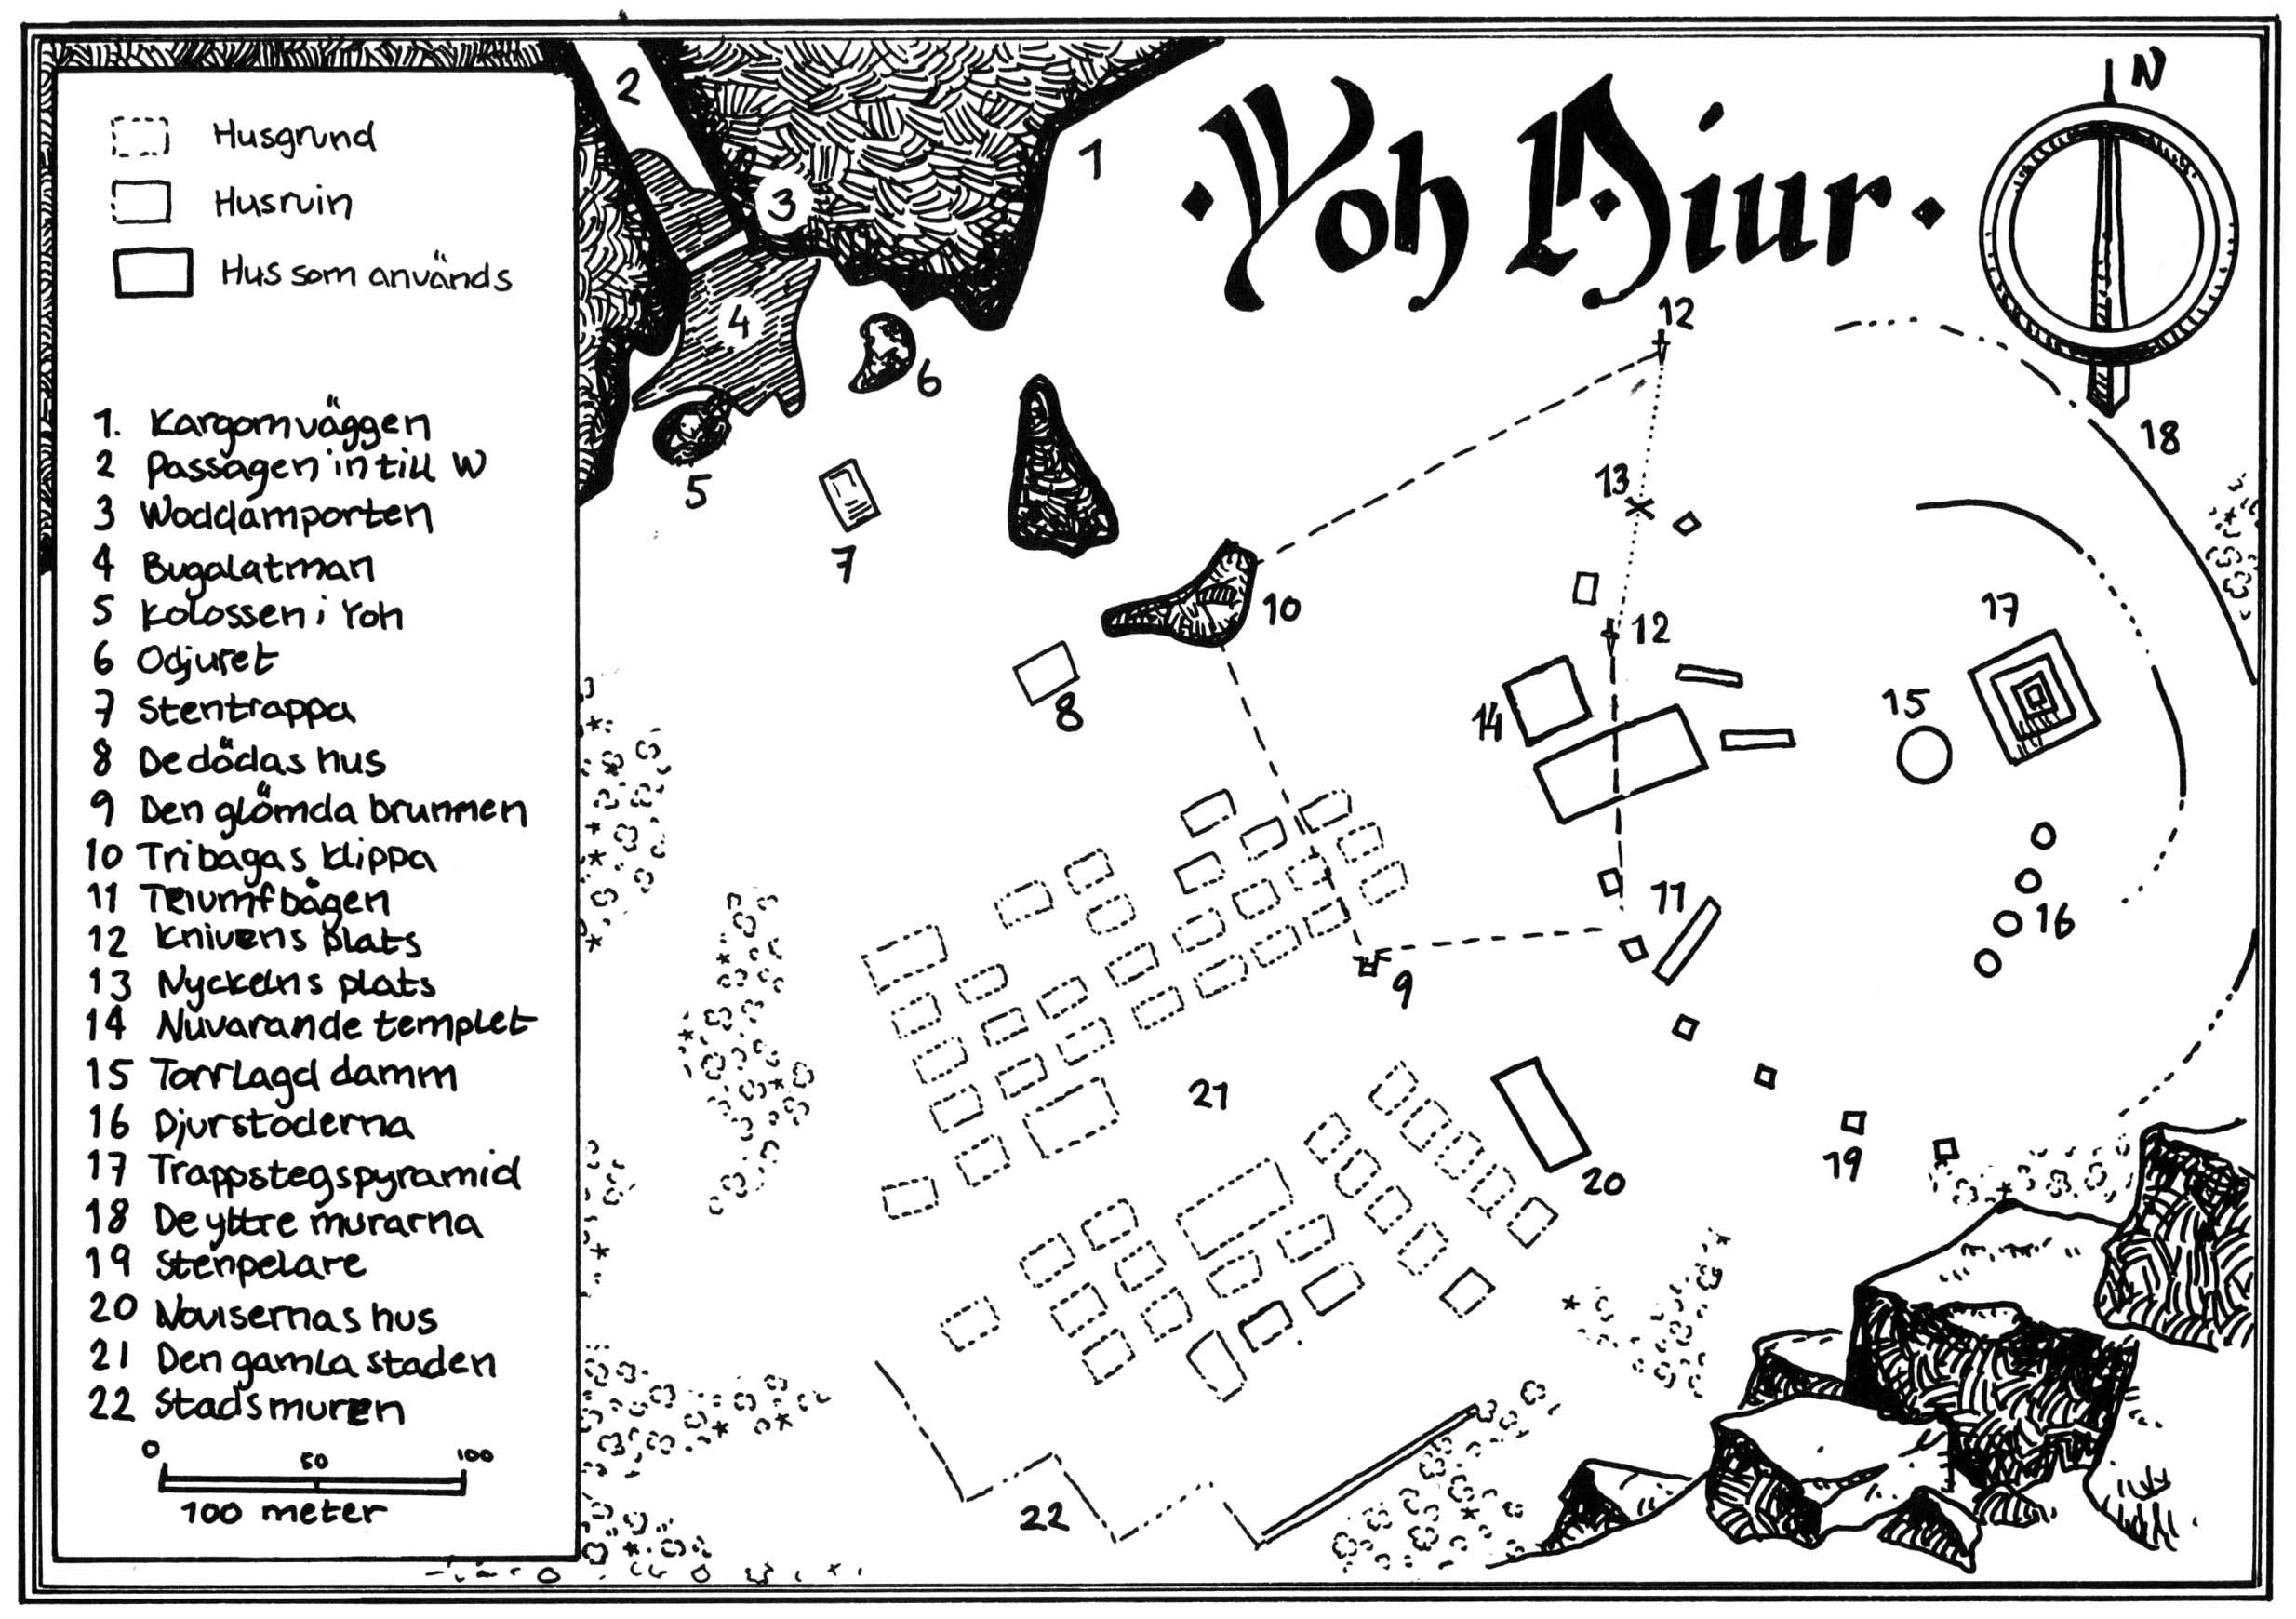 Yoh
N
Husgrund
Husruin
Hus som används
1. Kargomväggen
2 Passagen in till W
3 Woddamporten
4 Bugalatman
5 Kolossen i Yoh
6 Odjuret
7 Stentrappa
8 De dödas hus
9 Den glömda brunnen
10 Tribagas klippa
11 Triumfbågen
12 Knivens plats
13 Nyckelns plats
14 Nuvarande templet
15 Torrlagd damm
16 Djurstoderna
17 Trappstegspyramid
18 De yttre murarna
19 Stenpelare
20 Novisernas hus
21 Den gamla staden
22 Stadsmuren
0 50 100
100 meter
2
1
3
4
12
6
18
5
13
7
10
17
12
8
15
14
11
16
9
21
19
20
22